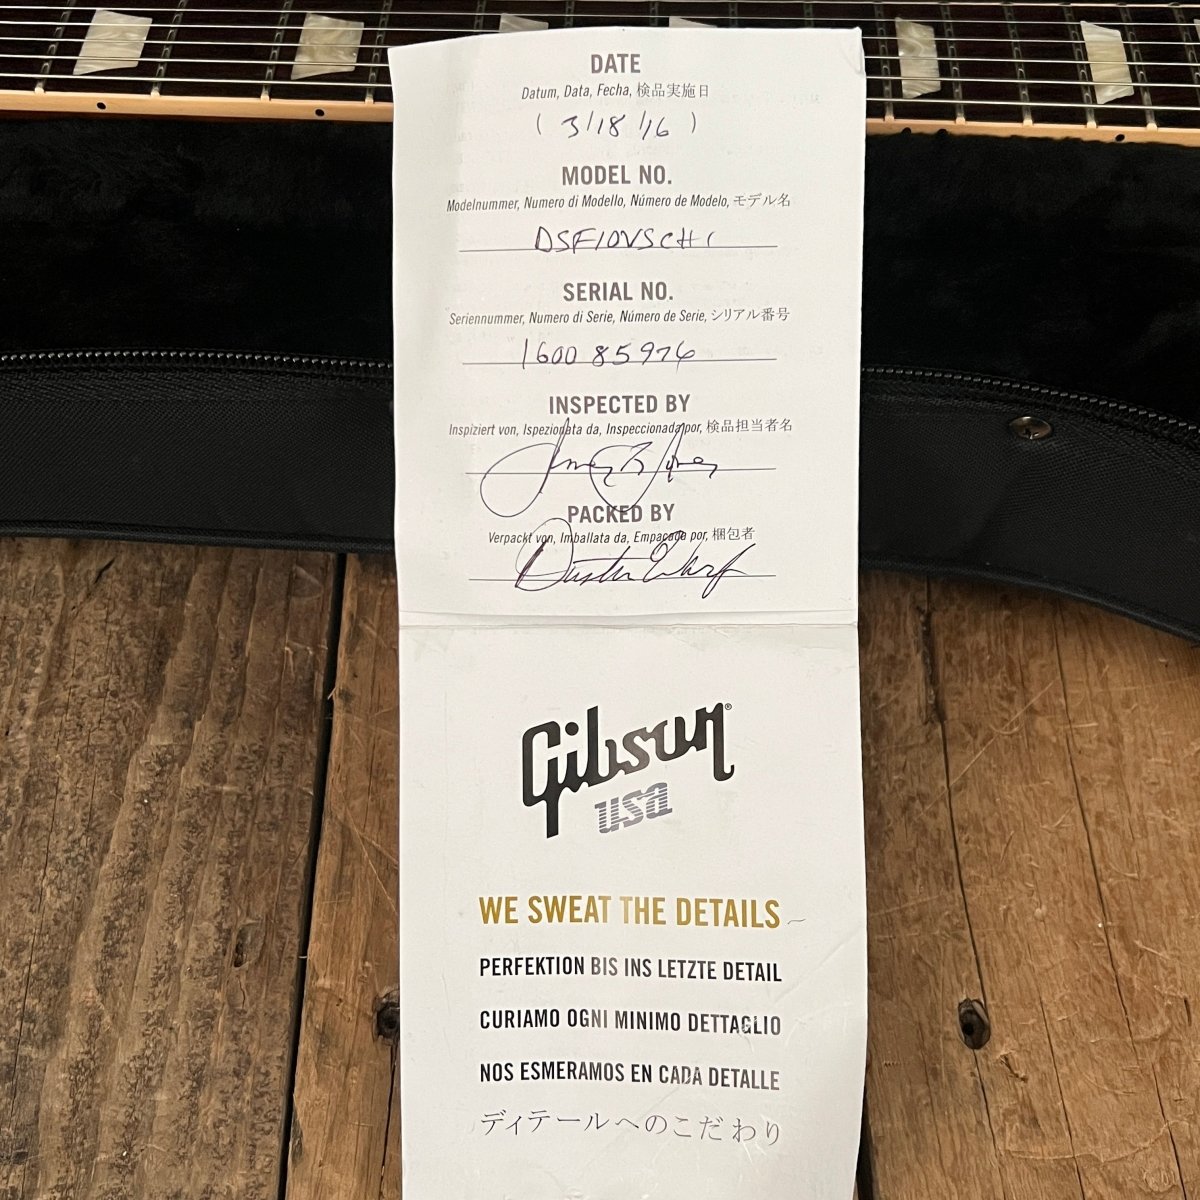 DATE
Datum, Data, Fecha, 検品実施日
( 3/18/16 )
MODEL NO.
Modelnummer, Numero di Modello, Número de Modelo, モデル名
DSF10VSCH1
SERIAL NO.
Seriennummer, Numero di Serie, Número de Serie, シリアル番号
1600 85976
INSPECTED BY
Inspiziert von, Ispezionata da, Inspeccionada por, 検品担当者名
PACKED BY
Verpackt von, Imballata da, Empacada por, 梱包者
Gibson®
USA
WE SWEAT THE DETAILS
PERFEKTION BIS INS LETZTE DETAIL
CURIAMO OGNI MINIMO DETTAGLIO
NOS ESMERAMOS EN CADA DETALLE
ディテールへのこだわり